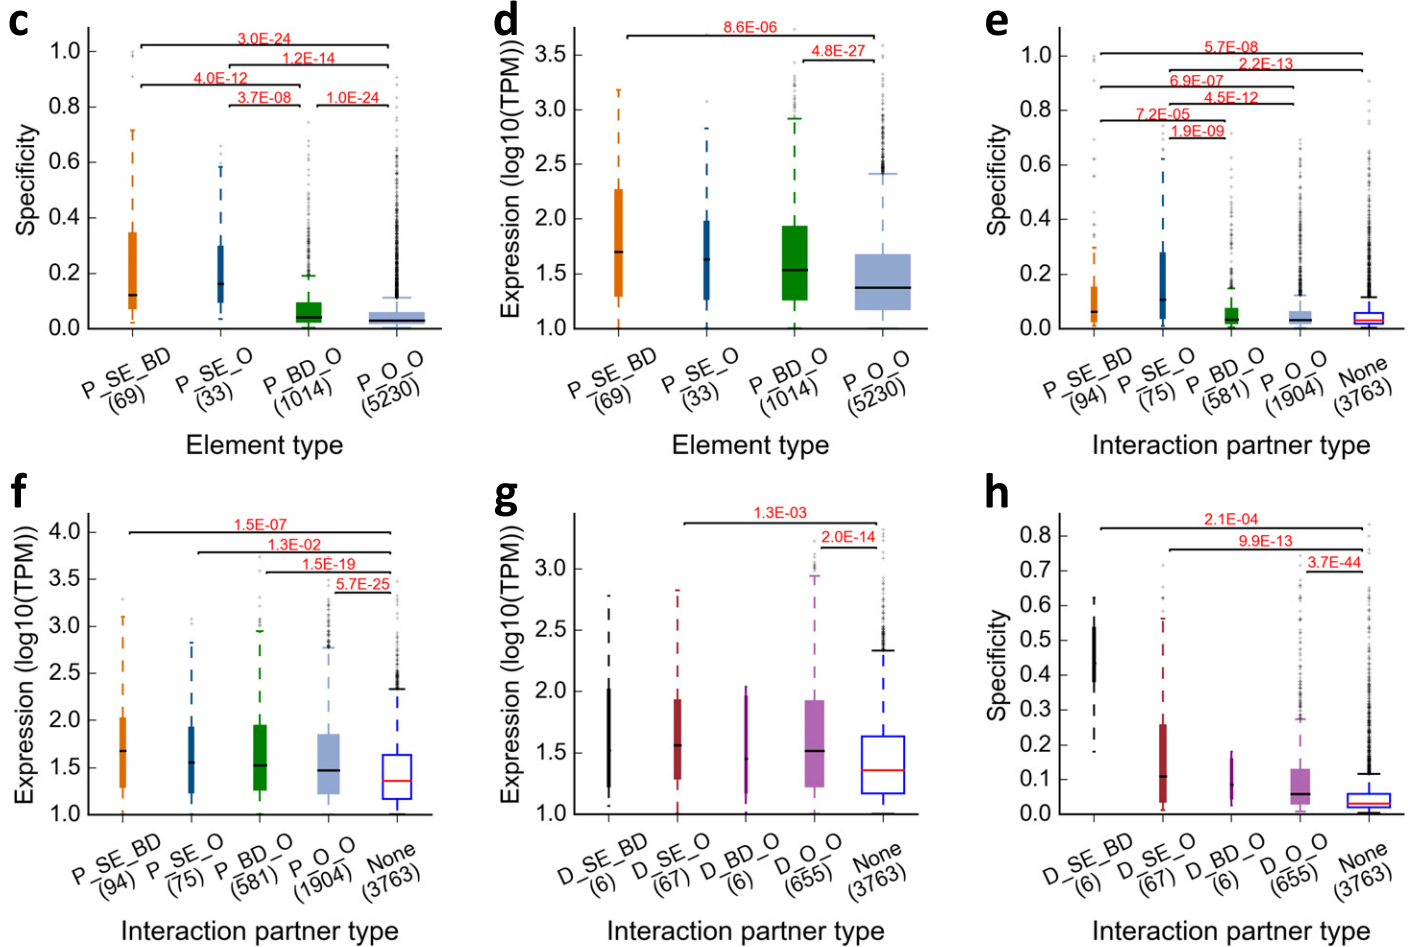 c
Specificity
1.0
0.8
0.6
0.4
0.2
0.0
3.0E-24
1.2E-14
4.0E-12
3.7E-08
1.0E-24
P_SE_BD
(69)
P_SE_O
(33)
P_BD_O
(1014)
P_O_O
(5230)
Element type
d
Expression (log10(TPM))
3.5
3.0
2.5
2.0
1.5
1.0
8.6E-06
4.8E-27
P_SE_BD
(69)
P_SE_O
(33)
P_BD_O
(1014)
P_O_O
(5230)
Element type
e
Specificity
1.0
0.8
0.6
0.4
0.2
0.0
5.7E-08
2.2E-13
6.9E-07
4.5E-12
7.2E-05
1.9E-09
P_SE_BD
(94)
P_SE_O
(75)
P_BD_O
(581)
P_O_O
(1904)
None
(3763)
Interaction partner type
f
Expression (log10(TPM))
4.0
3.5
3.0
2.5
2.0
1.5
1.0
1.5E-07
1.3E-02
1.5E-19
5.7E-25
P_SE_BD
(94)
P_SE_O
(75)
P_BD_O
(581)
P_O_O
(1904)
None
(3763)
Interaction partner type
g
Expression (log10(TPM))
3.0
2.5
2.0
1.5
1.0
1.3E-03
2.0E-14
D_SE_BD
(6)
D_SE_O
(67)
D_BD_O
(6)
D_O_O
(655)
None
(3763)
Interaction partner type
h
Specificity
0.8
0.7
0.6
0.5
0.4
0.3
0.2
0.1
0.0
2.1E-04
9.9E-13
3.7E-44
D_SE_BD
(6)
D_SE_O
(67)
D_BD_O
(6)
D_O_O
(655)
None
(3763)
Interaction partner type